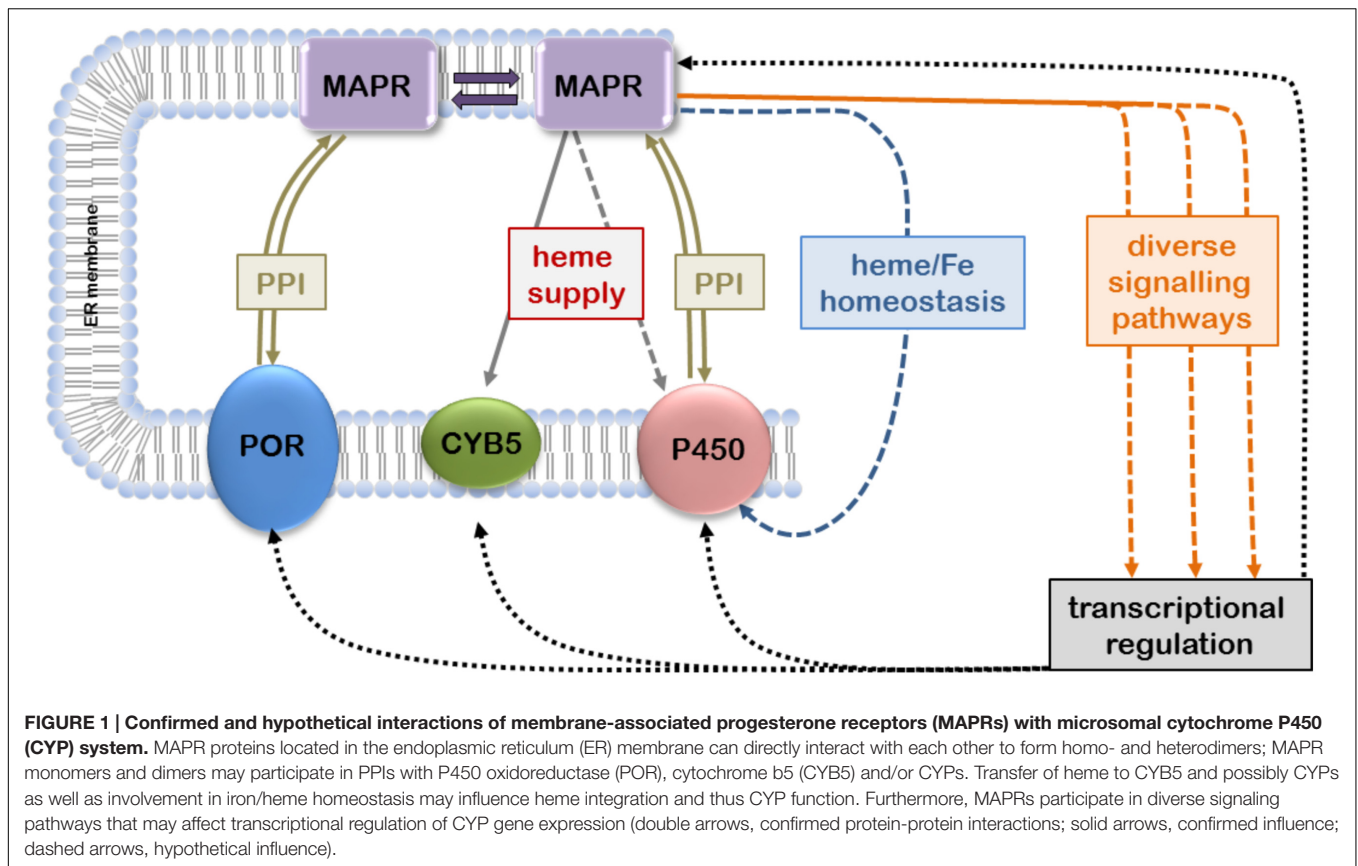 MAPR
MAPR
ER membrane
PPI
heme
supply
PPI
heme/Fe
homeostasis
diverse
signalling
pathways
POR
CYB5
P450
transcriptional
regulation
FIGURE 1 | Confirmed and hypothetical interactions of membrane-associated progesterone receptors (MAPRs) with microsomal cytochrome P450
(CYP) system. MAPR proteins located in the endoplasmic reticulum (ER) membrane can directly interact with each other to form homo- and heterodimers; MAPR
monomers and dimers may participate in PPIs with P450 oxidoreductase (POR), cytochrome b5 (CYB5) and/or CYPs. Transfer of heme to CYB5 and possibly CYPs
as well as involvement in iron/heme homeostasis may influence heme integration and thus CYP function. Furthermore, MAPRs participate in diverse signaling
pathways that may affect transcriptional regulation of CYP gene expression (double arrows, confirmed protein-protein interactions; solid arrows, confirmed influence;
dashed arrows, hypothetical influence).